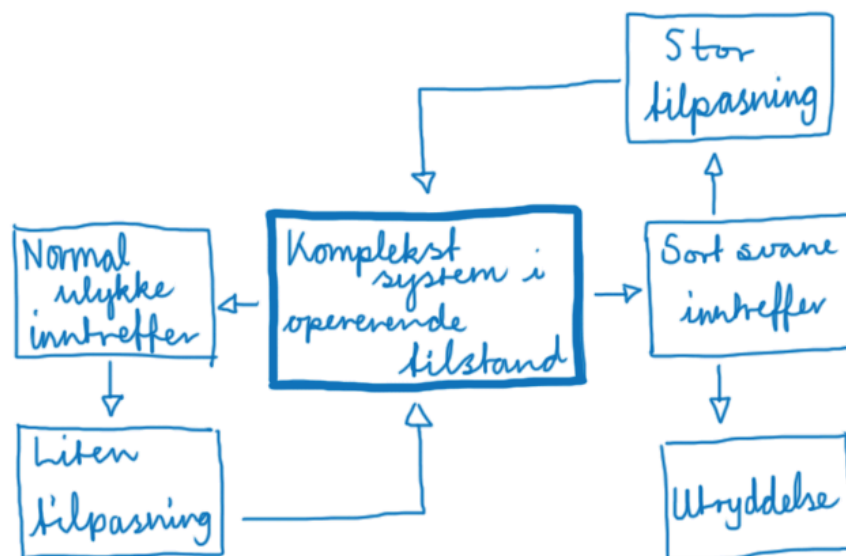 Stor
tilpasning
Komplekst
system i
opererende
tilstand
Normal
ulykke
inntreffer
Sort svane
inntreffer
Liten
tilpasning
Utryddelse